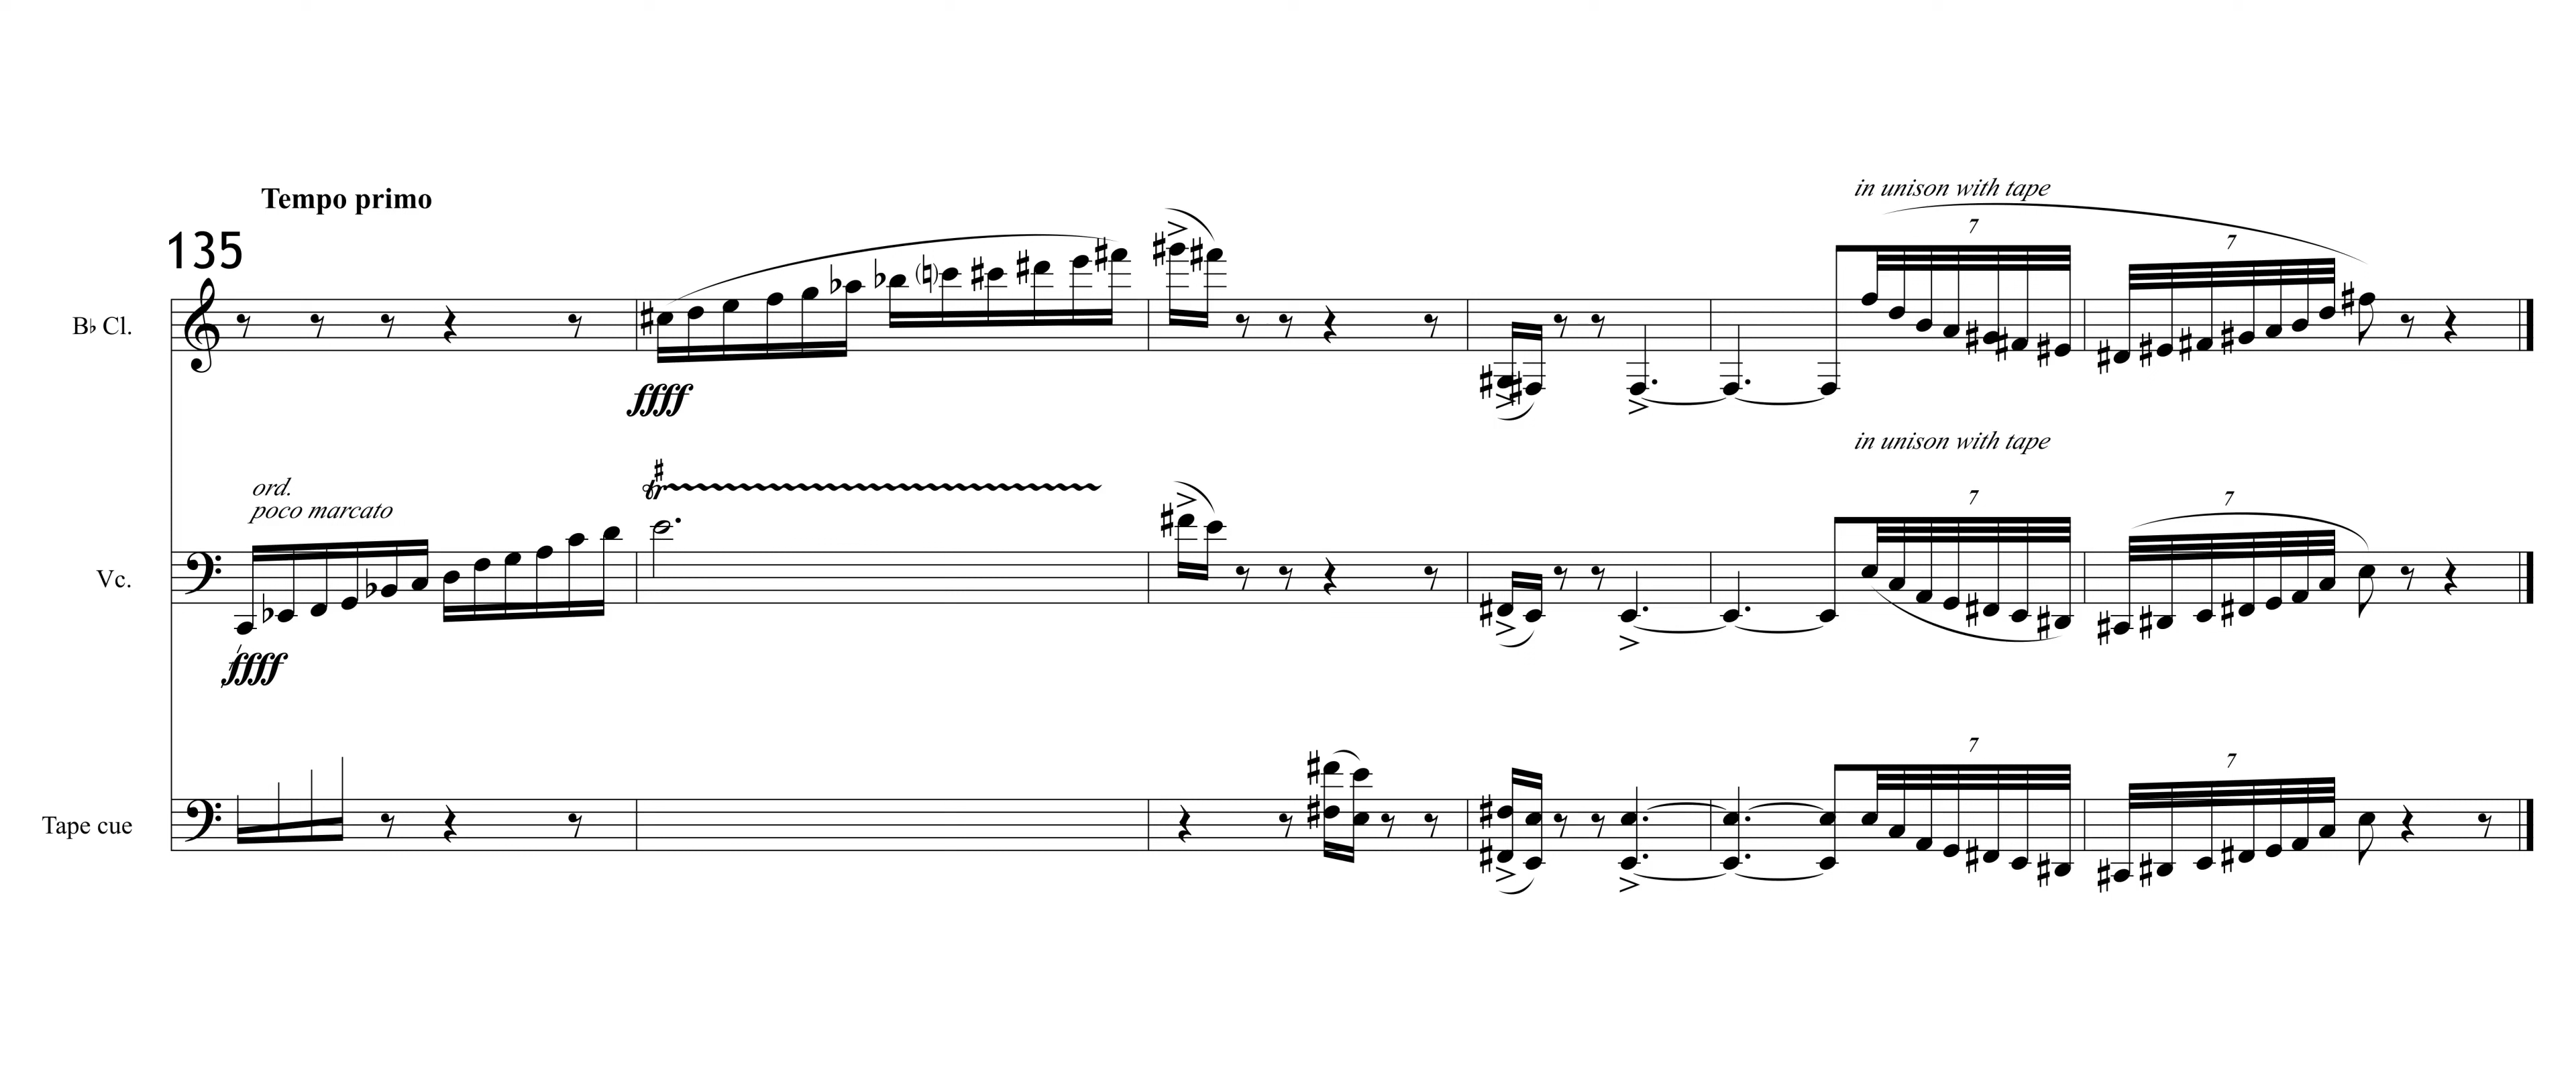 Tempo primo
135
in unison with tape
7
7
B♭ Cl.
ffff
in unison with tape
ord.
poco marcato
tr
7
7
Vc.
ffff
7
7
Tape cue